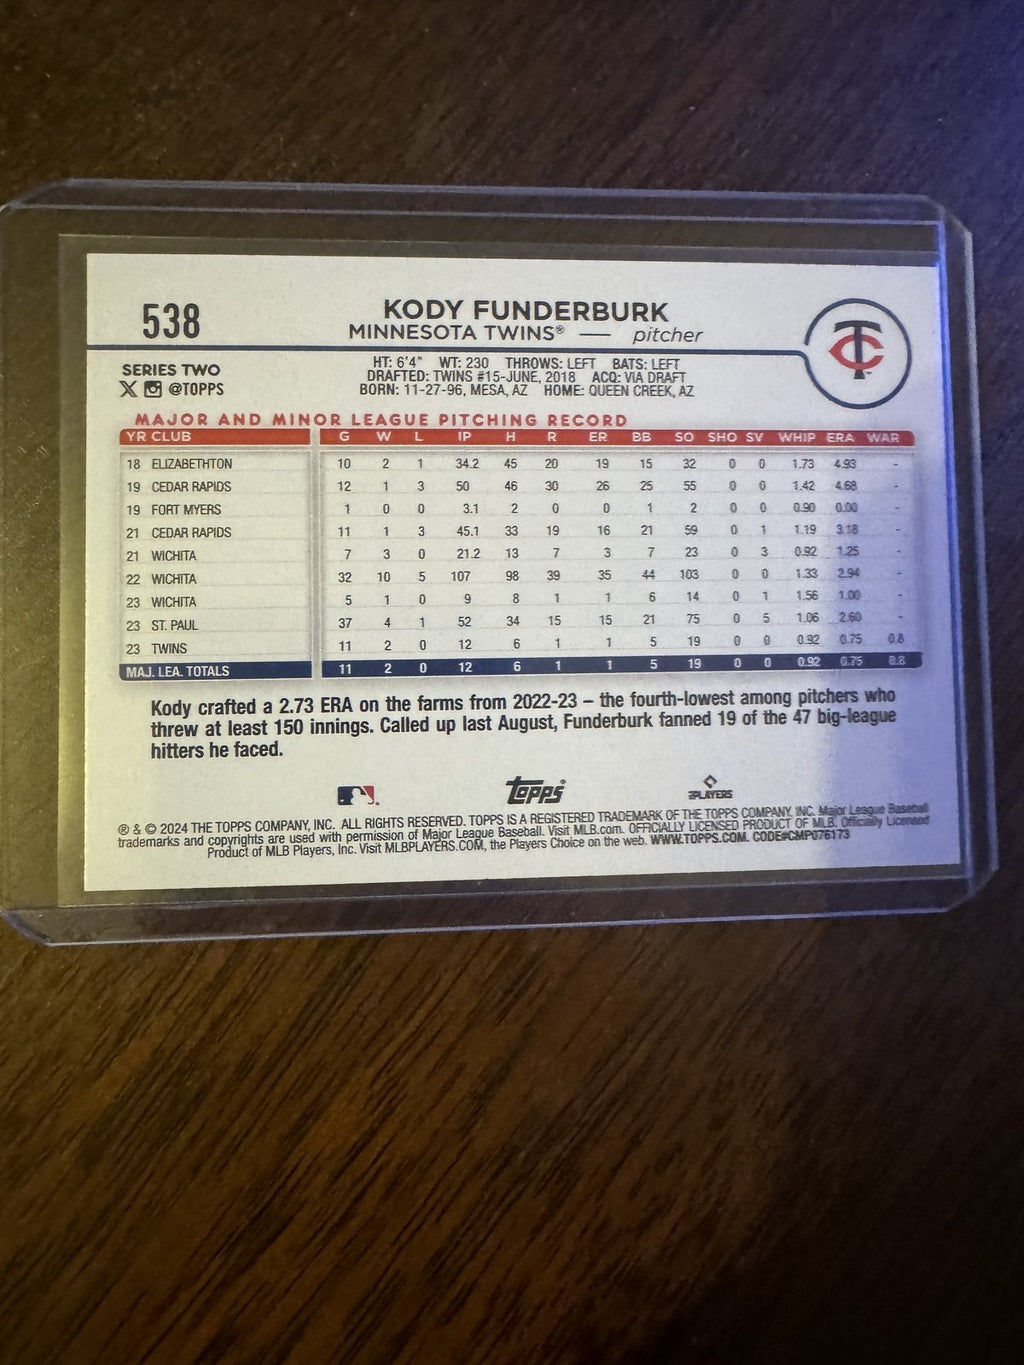 538
KODY FUNDERBURK
MINNESOTA TWINS® — pitcher
TC
SERIES TWO
X @TOPPS
HT: 6'4" WT: 230 THROWS: LEFT BATS: LEFT
DRAFTED: TWINS #15-JUNE, 2018 ACQ: VIA DRAFT
BORN: 11-27-96, MESA, AZ HOME: QUEEN CREEK, AZ
MAJOR AND MINOR LEAGUE PITCHING RECORD
YR CLUB G W L IP H R ER BB SO SHO SV WHIP ERA WAR
18 ELIZABETHTON 10 2 1 34.2 45 20 19 15 32 0 0 1.73 4.93 -
19 CEDAR RAPIDS 12 1 3 50 46 30 26 25 55 0 0 1.42 4.68 -
19 FORT MYERS 1 0 0 3.1 2 0 0 1 2 0 0 0.90 0.00 -
21 CEDAR RAPIDS 11 1 3 45.1 33 19 16 21 59 0 1 1.19 3.18 -
21 WICHITA 7 3 0 21.2 13 7 3 7 23 0 3 0.92 1.25 -
22 WICHITA 32 10 5 107 98 39 35 44 103 0 0 1.33 2.94 -
23 WICHITA 5 1 0 9 8 1 1 6 14 0 1 1.56 1.00 -
23 ST. PAUL 37 4 1 52 34 15 15 21 75 0 5 1.06 2.60 -
23 TWINS 11 2 0 12 6 1 1 5 19 0 0 0.92 0.75 0.8
MAJ. LEA. TOTALS 11 2 0 12 6 1 1 5 19 0 0 0.92 0.75 0.8
Kody crafted a 2.73 ERA on the farms from 2022-23 – the fourth-lowest among pitchers who
threw at least 150 innings. Called up last August, Funderburk fanned 19 of the 47 big-league
hitters he faced.
topps®
PLAYERS
® & © 2024 THE TOPPS COMPANY, INC. ALL RIGHTS RESERVED. TOPPS IS A REGISTERED TRADEMARK OF THE TOPPS COMPANY, INC. Major League Baseball
trademarks and copyrights are used with permission of Major League Baseball. Visit MLB.com. OFFICIALLY LICENSED PRODUCT OF MLB. Officially Licensed
Product of MLB Players, Inc. Visit MLBPLAYERS.COM, the Players Choice on the web. WWW.TOPPS.COM. CODE#CMP076173